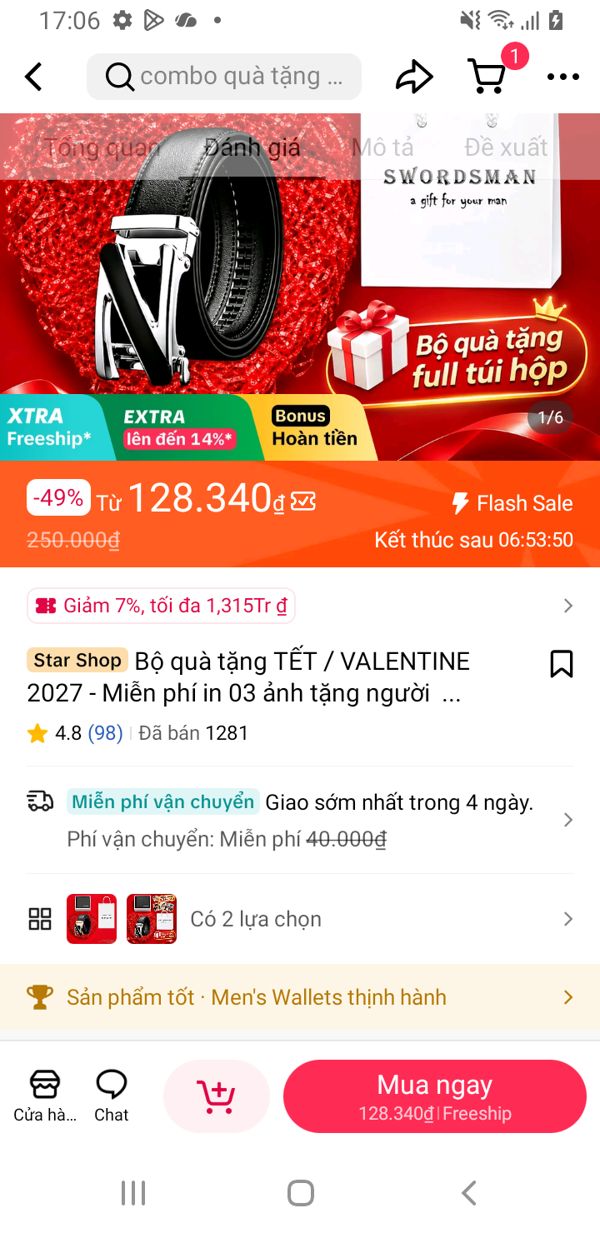 17:06
combo quà tặng ...
1
Tổng quan Đánh giá Mô tả Đề xuất
SWORDSMAN
a gift for your man
Bộ quà tặng
full túi hộp
XTRA
Freeship*
EXTRA
lên đến 14%*
Bonus
Hoàn tiền
1/6
-49% Từ 128.340₫ Flash Sale
250.000₫ Kết thúc sau 06:53:50
Giảm 7%, tối đa 1,315Tr ₫
Star Shop Bộ quà tặng TẾT / VALENTINE
2027 - Miễn phí in 03 ảnh tặng người ...
4.8 (98) Đã bán 1281
Miễn phí vận chuyển Giao sớm nhất trong 4 ngày.
Phí vận chuyển: Miễn phí 40.000₫
Có 2 lựa chọn
Sản phẩm tốt · Men's Wallets thịnh hành
Cửa hà... Chat
Mua ngay
128.340₫ Freeship